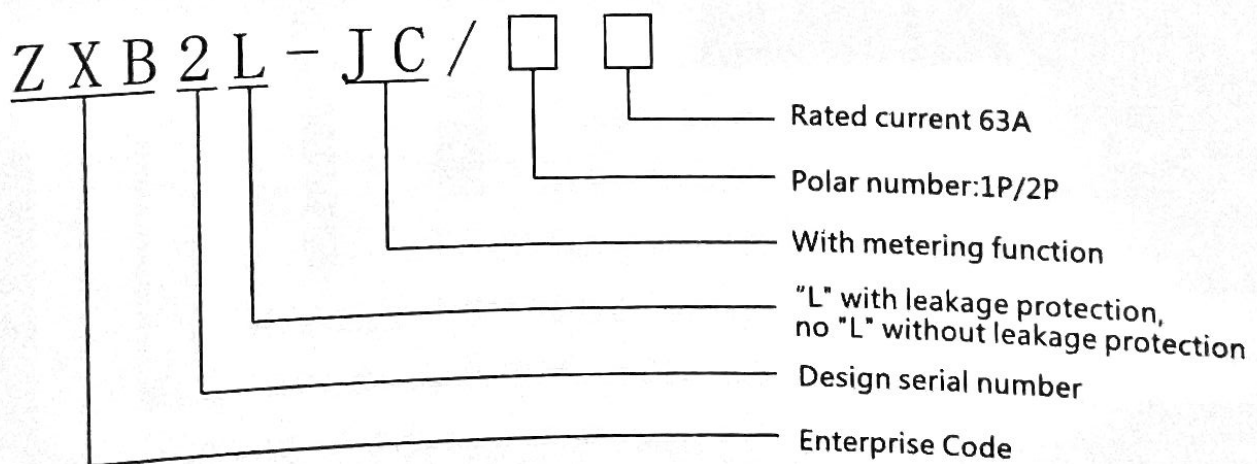 ZXB2L-JC/□ □
Rated current 63A
Polar number:1P/2P
With metering function
"L" with leakage protection,
no "L" without leakage protection
Design serial number
Enterprise Code